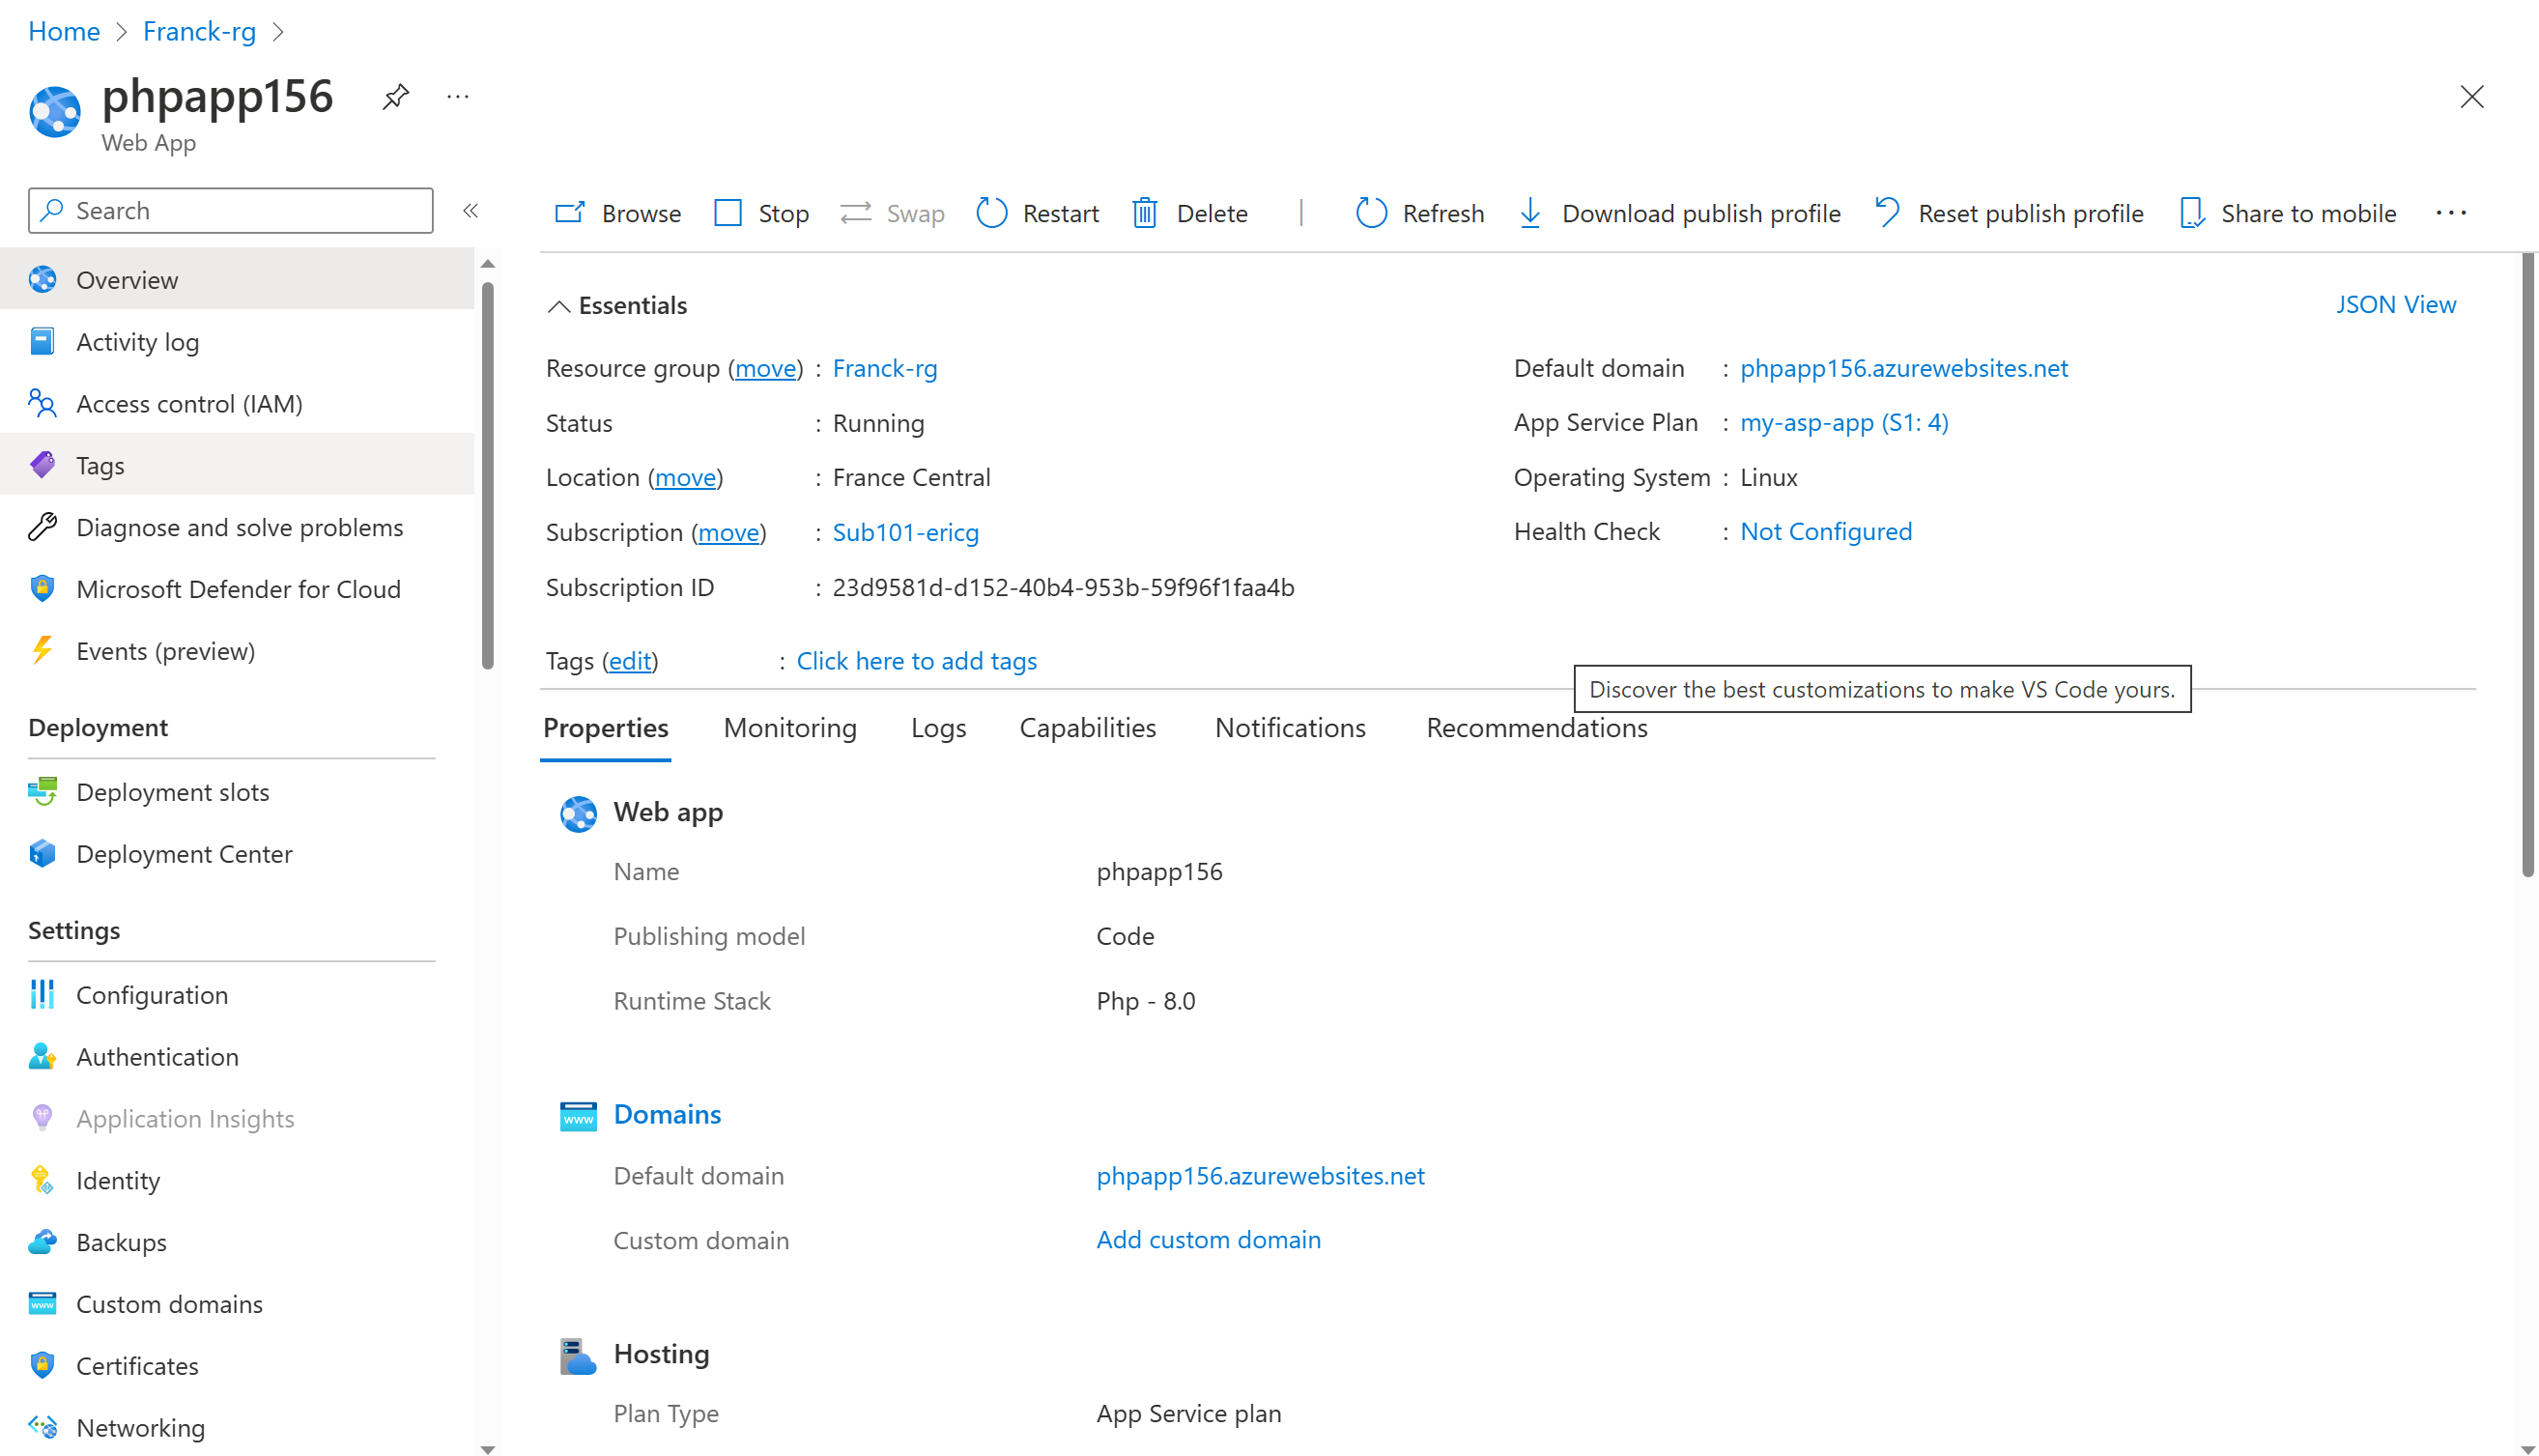 Home > Franck-rg >
phpapp156
Web App
Search
Overview
Activity log
Access control (IAM)
Tags
Diagnose and solve problems
Microsoft Defender for Cloud
Events (preview)
Deployment
Deployment slots
Deployment Center
Settings
Configuration
Authentication
Application Insights
Identity
Backups
Custom domains
Certificates
Networking
Browse Stop Swap Restart Delete | Refresh Download publish profile Reset publish profile Share to mobile
Essentials
JSON View
Resource group (move) : Franck-rg
Status : Running
Location (move) : France Central
Subscription (move) : Sub101-ericg
Subscription ID : 23d9581d-d152-40b4-953b-59f96f1faa4b
Default domain : phpapp156.azurewebsites.net
App Service Plan : my-asp-app (S1: 4)
Operating System : Linux
Health Check : Not Configured
Tags (edit) : Click here to add tags
Discover the best customizations to make VS Code yours.
Properties Monitoring Logs Capabilities Notifications Recommendations
Web app
Name phpapp156
Publishing model Code
Runtime Stack Php - 8.0
Domains
Default domain phpapp156.azurewebsites.net
Custom domain Add custom domain
Hosting
Plan Type App Service plan